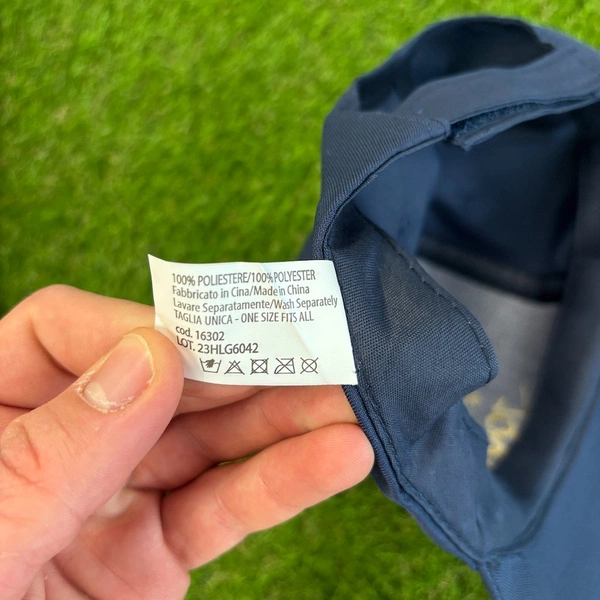 100% POLIESTERE/100% POLYESTER
Fabbricato in Cina/Made in China
Lavare Separatamente/Wash Separately
TAGLIA UNICA - ONE SIZE FITS ALL
cod. 16302
LOT. 23HLG6042